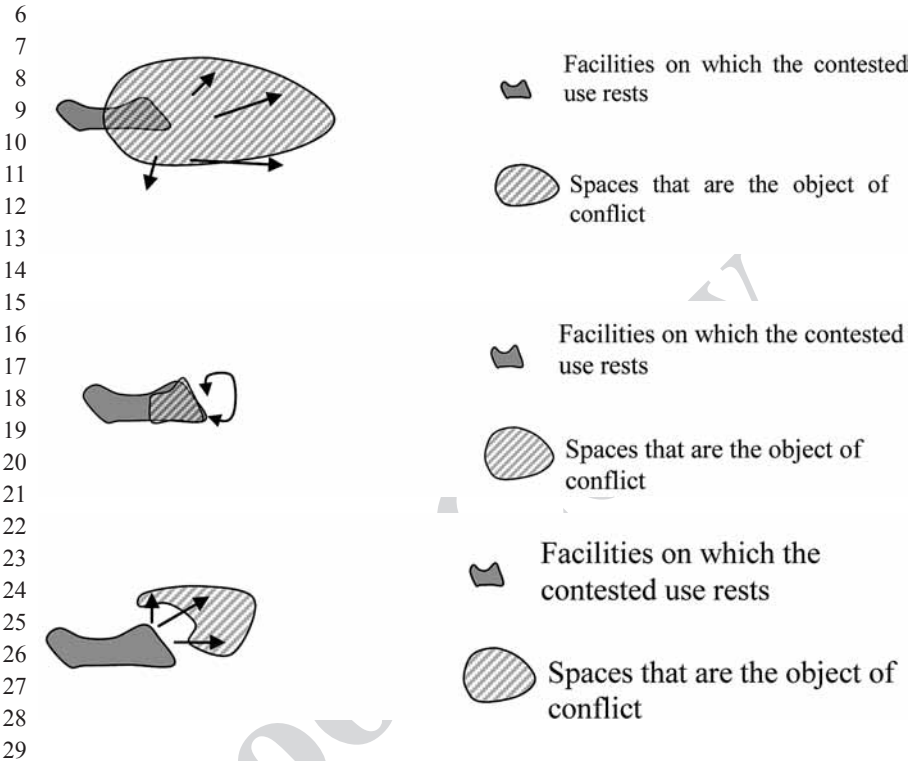 6
7
8
9
10
11
12
13
14
15
16
17
18
19
20
21
22
23
24
25
26
27
28
29
Facilities on which the contested
use rests
Spaces that are the object of
conflict
Facilities on which the contested
use rests
Spaces that are the object of
conflict
Facilities on which the
contested use rests
Spaces that are the object of
conflict